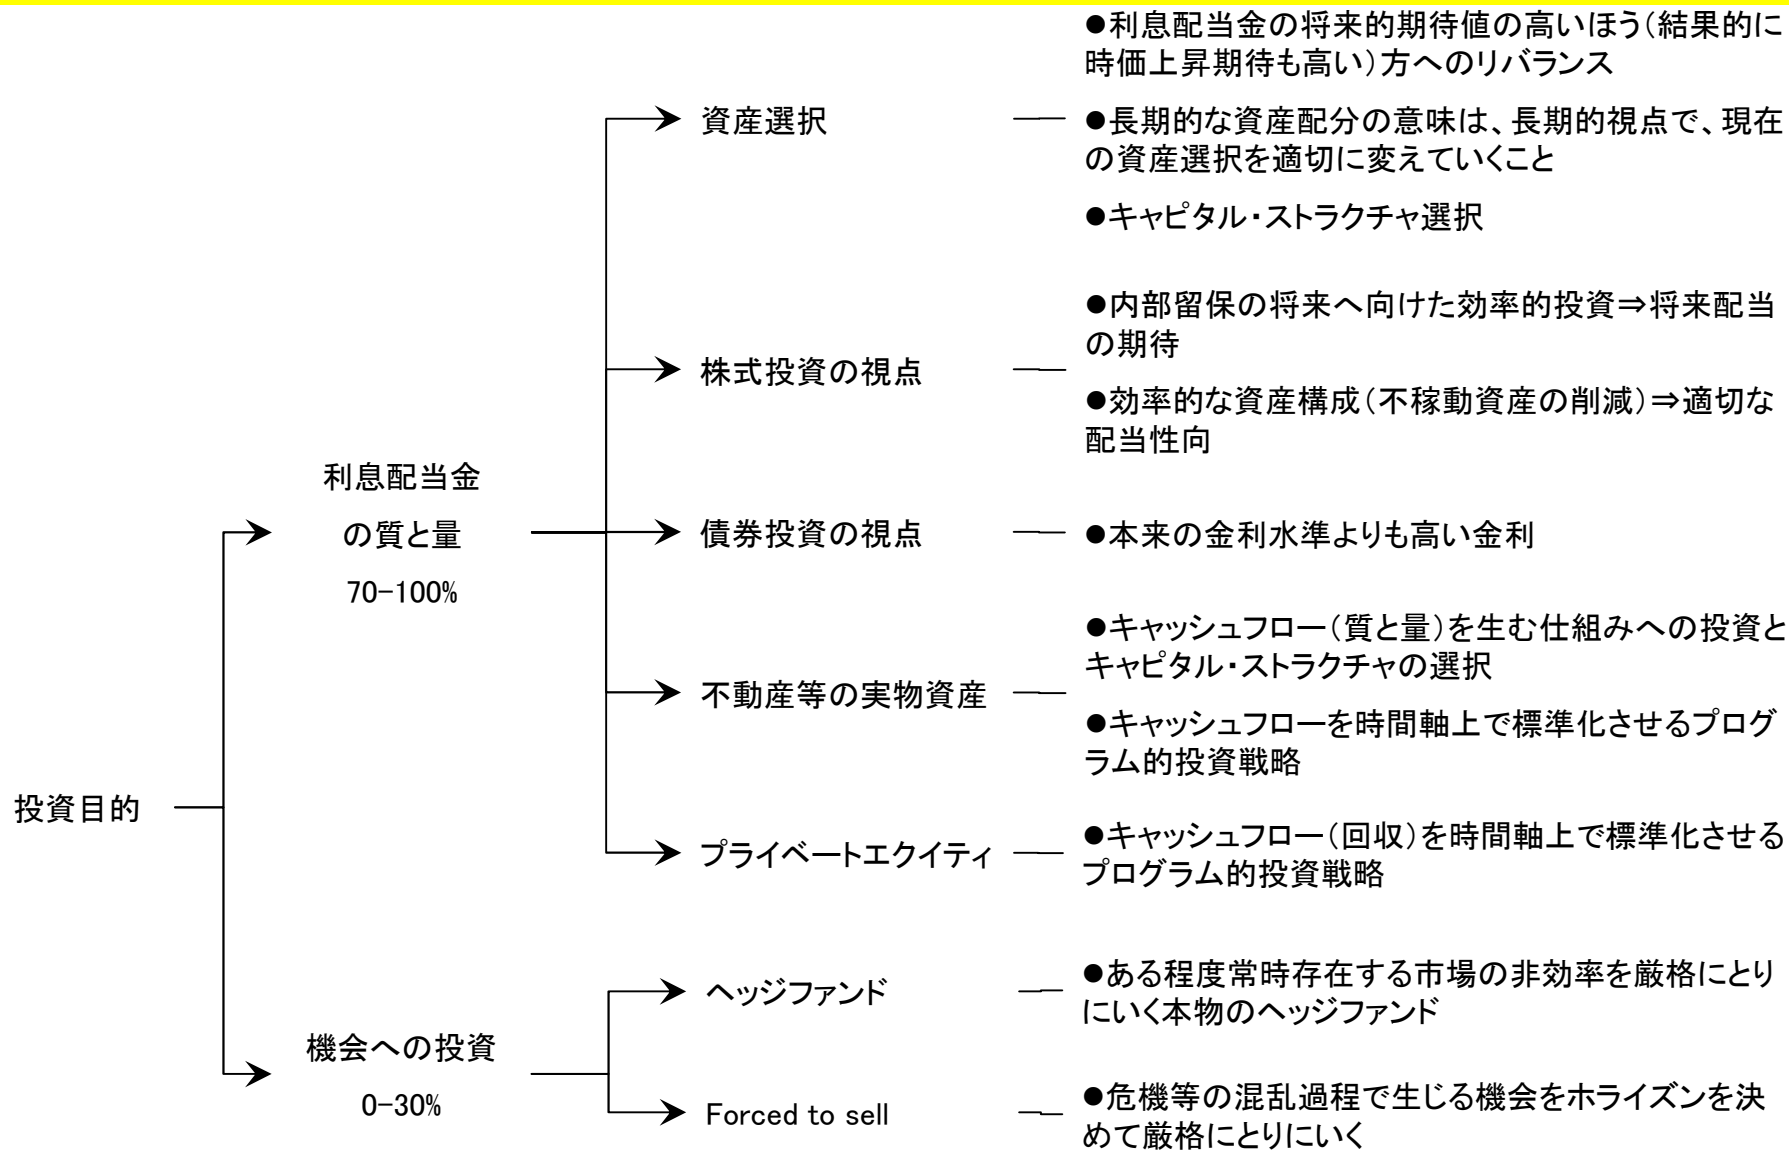 ●利息配当金の将来的期待値の高いほう（結果的に
時価上昇期待も高い）方へのリバランス
資産選択
●長期的な資産配分の意味は、長期的視点で、現在
の資産選択を適切に変えていくこと
●キャピタル・ストラクチャ選択
●内部留保の将来へ向けた効率的投資⇒将来配当
の期待
株式投資の視点
●効率的な資産構成（不稼動資産の削減）⇒適切な
配当性向
利息配当金
の質と量
70-100%
債券投資の視点
●本来の金利水準よりも高い金利
●キャッシュフロー（質と量）を生む仕組みへの投資と
キャピタル・ストラクチャの選択
不動産等の実物資産
●キャッシュフローを時間軸上で標準化させるプログ
ラム的投資戦略
投資目的
プライベートエクイティ
●キャッシュフロー（回収）を時間軸上で標準化させる
プログラム的投資戦略
ヘッジファンド
●ある程度常時存在する市場の非効率を厳格にとり
にいく本物のヘッジファンド
機会への投資
0-30%
Forced to sell
●危機等の混乱過程で生じる機会をホライズンを決
めて厳格にとりにいく